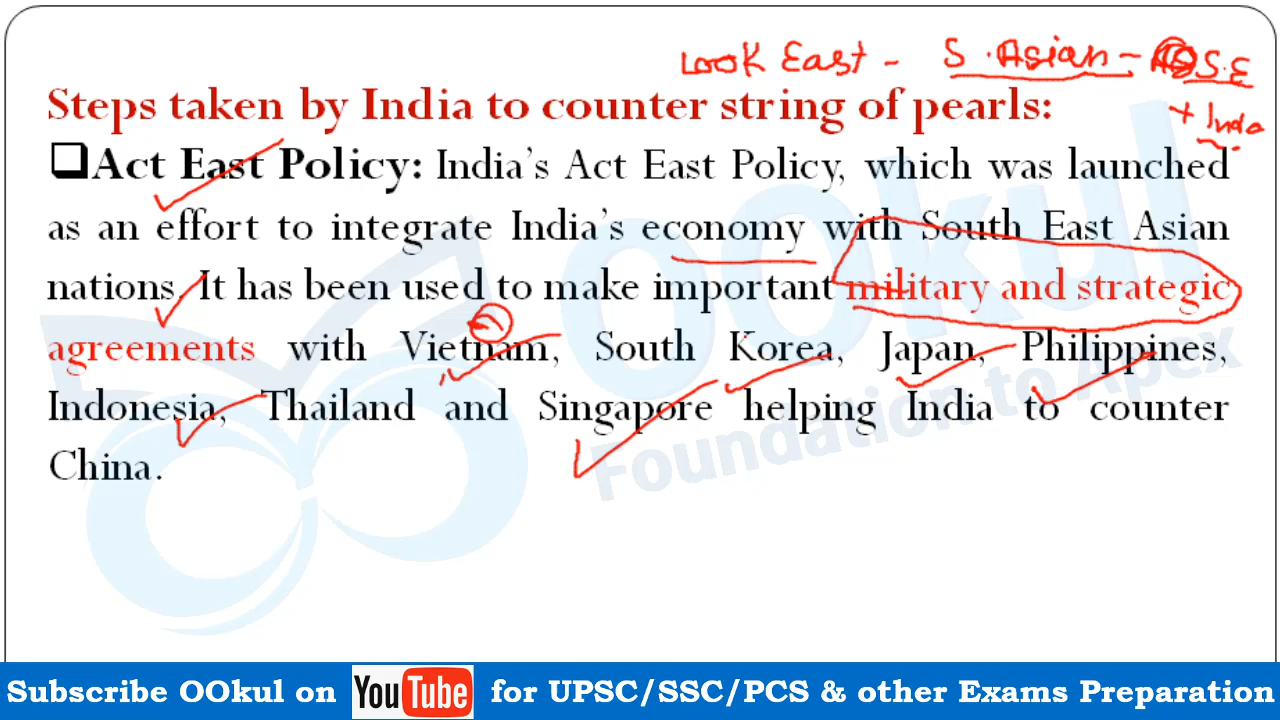 Look East - S. Asian - S.E
+ Indo
Steps taken by India to counter string of pearls:
❑Act East Policy: India's Act East Policy, which was launched
as an effort to integrate India's economy with South East Asian
nations. It has been used to make important military and strategic
agreements with Vietnam, South Korea, Japan, Philippines,
Indonesia, Thailand and Singapore helping India to counter
China.
OOkul
Foundation to Apex
Subscribe OOkul on YouTube for UPSC/SSC/PCS & other Exams Preparation